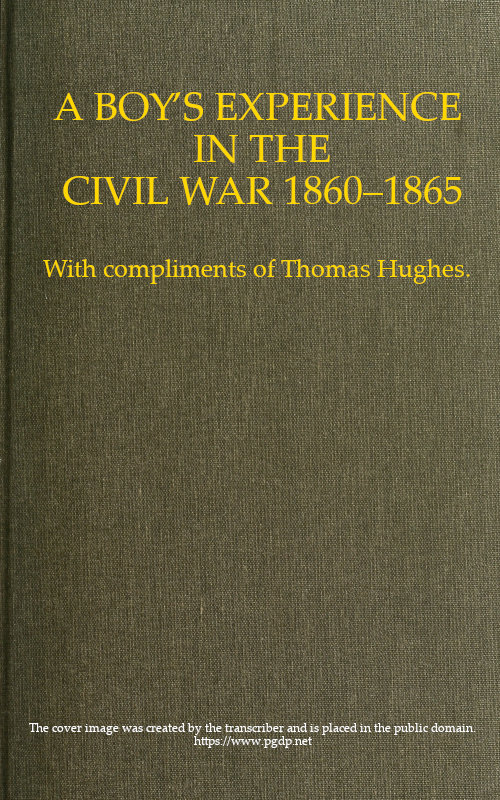 A BOY’S EXPERIENCE
IN THE
CIVIL WAR 1860–1865
With compliments of Thomas Hughes.
The cover image was created by the transcriber and is placed in the public domain.
https://www.pgdp.net